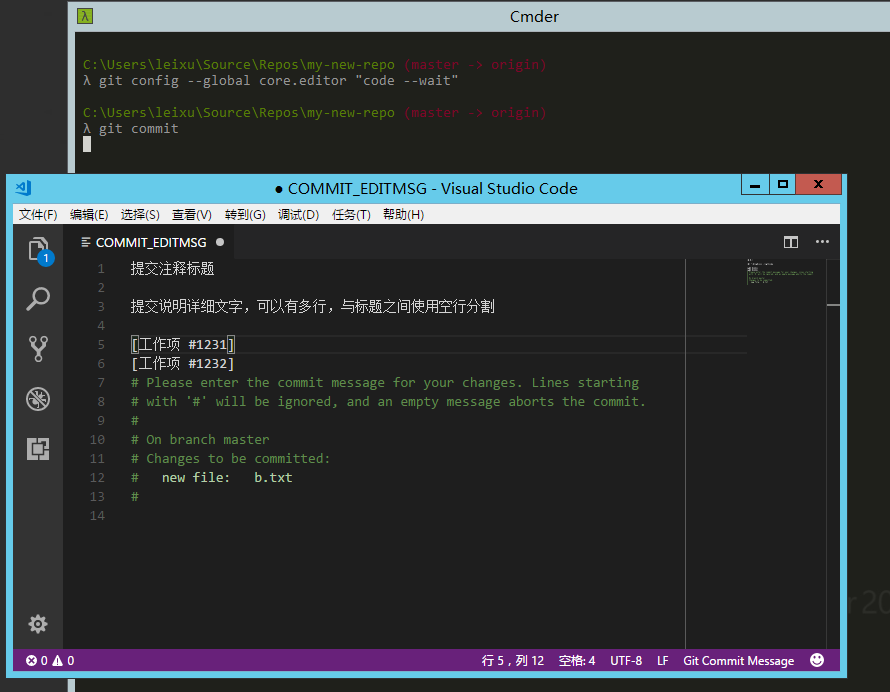 λ Cmder
C:\Users\leixu\Source\Repos\my-new-repo (master -> origin)
λ git config --global core.editor "code --wait"
C:\Users\leixu\Source\Repos\my-new-repo (master -> origin)
λ git commit
● COMMIT_EDITMSG - Visual Studio Code
文件(F) 编辑(E) 选择(S) 查看(V) 转到(G) 调试(D) 任务(T) 帮助(H)
COMMIT_EDITMSG ●
1
1 提交注释标题
2
3 提交说明详细文字，可以有多行，与标题之间使用空行分割
4
5 [工作项 #1231]
6 [工作项 #1232]
7 # Please enter the commit message for your changes. Lines starting
8 # with '#' will be ignored, and an empty message aborts the commit.
9 #
10 # On branch master
11 # Changes to be committed:
12 #   new file:   b.txt
13 #
14
r 20
0 0 行 5，列 12 空格: 4 UTF-8 LF Git Commit Message